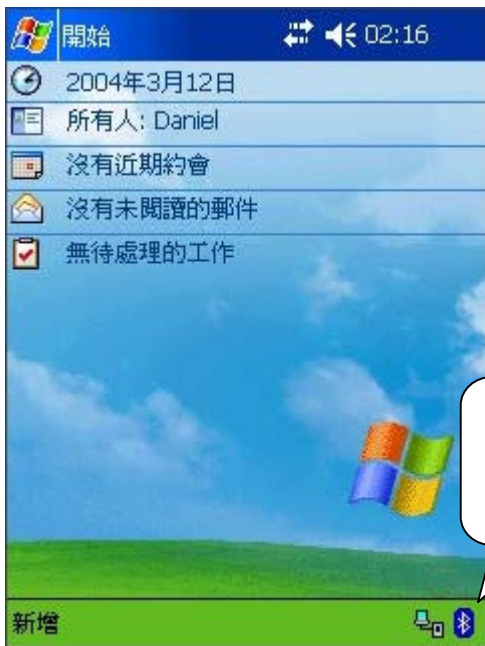 開始 02:16
2004年3月12日
所有人: Daniel
沒有近期約會
沒有未閱讀的郵件
無待處理的工作
新增